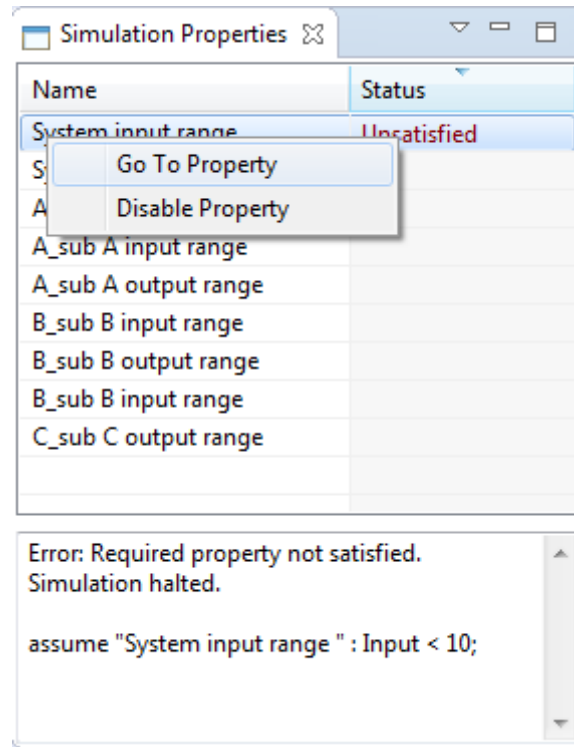 Simulation Properties
Name Status
System input range Unsatisfied
Go To Property
Disable Property
A_sub A input range
A_sub A output range
B_sub B input range
B_sub B output range
B_sub B input range
C_sub C output range
Error: Required property not satisfied.
Simulation halted.
assume "System input range " : Input < 10;